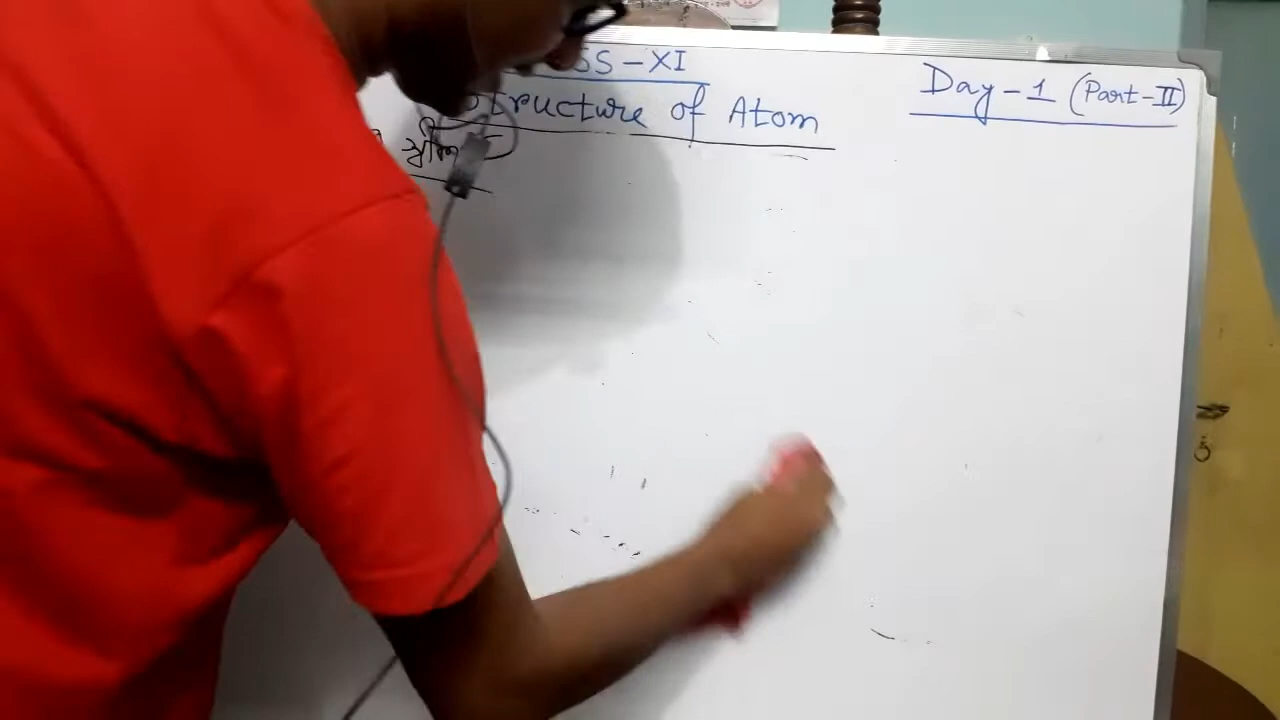 SS-XI
Structure of Atom
Day-1 (Part-II)